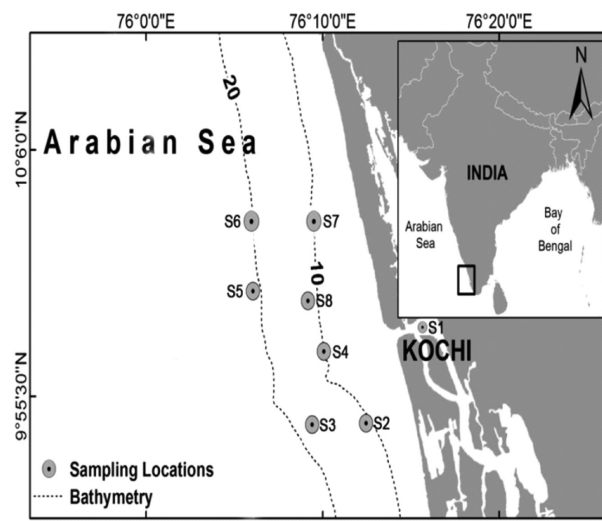 76°0'0"E 76°10'0"E 76°20'0"E
10°6'0"N
9°55'30"N
Arabian Sea
20
10
S6
S7
S5
S8
S4
S3
S2
S1
KOCHI
N
INDIA
Arabian
Sea
Bay
of
Bengal
Sampling Locations
Bathymetry